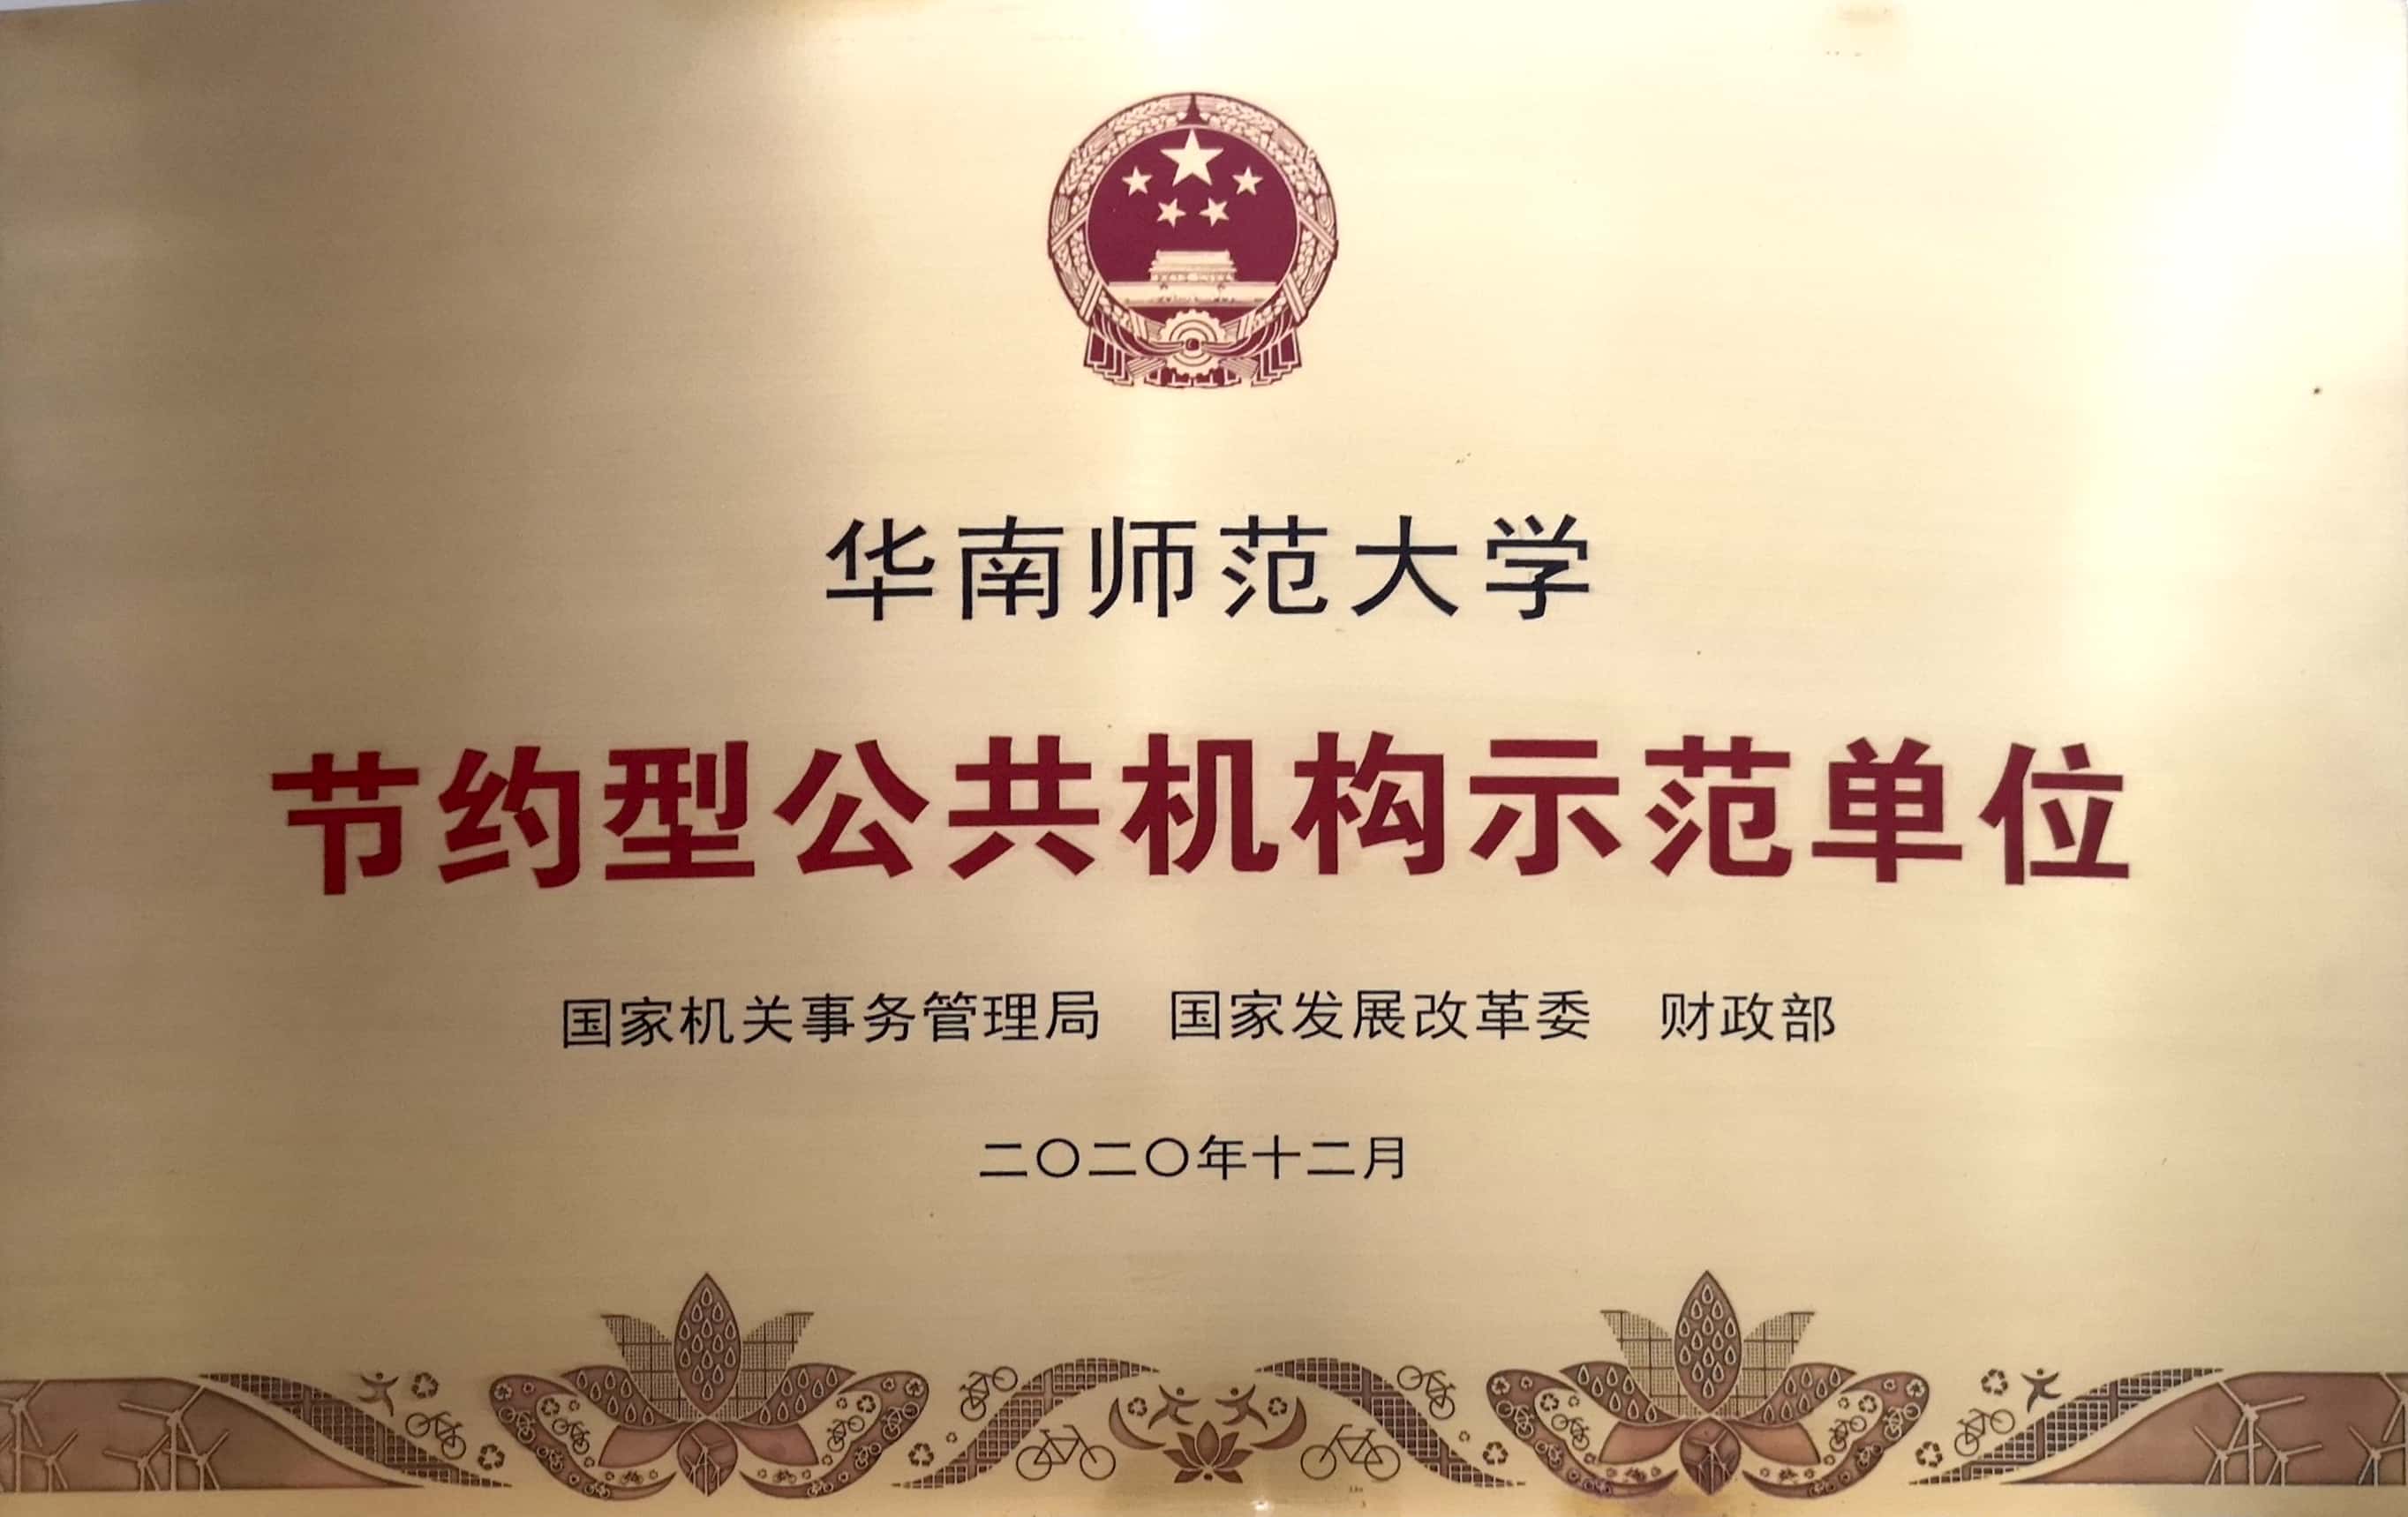 华南师范大学
节约型公共机构示范单位
国家机关事务管理局 国家发展改革委 财政部
二〇二〇年十二月